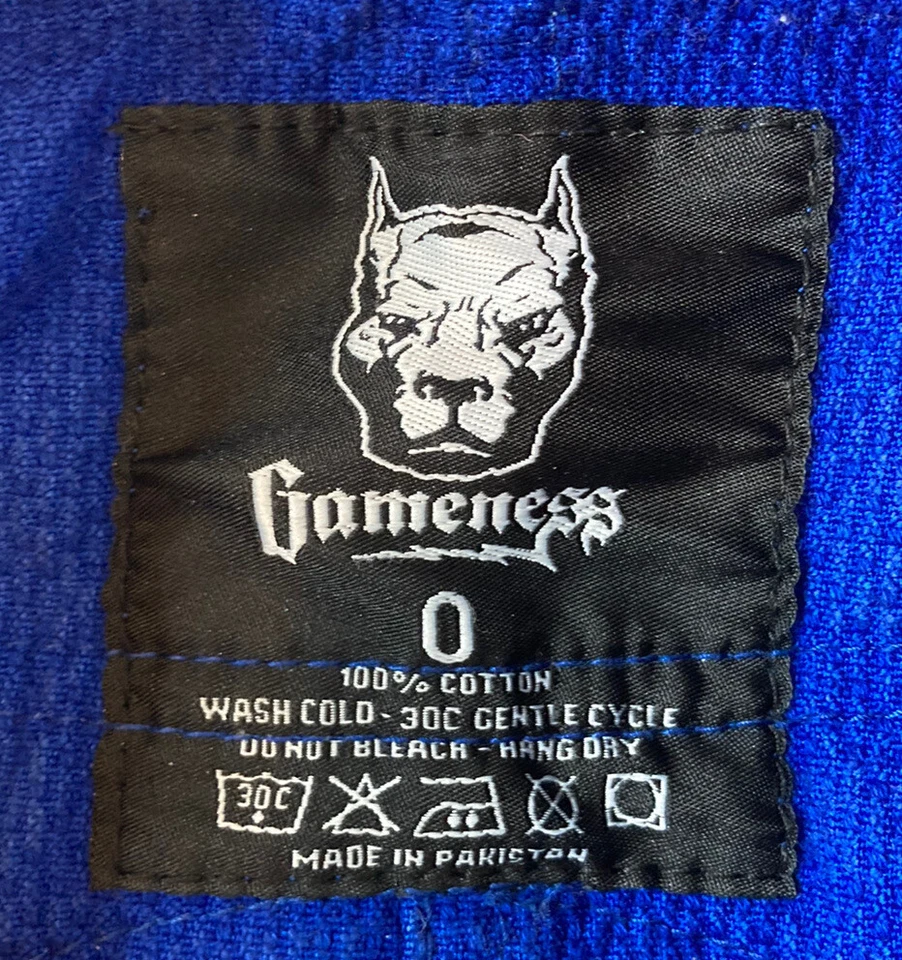 Gameness
0
100% COTTON
WASH COLD - 30C GENTLE CYCLE
DO NOT BLEACH - HANG DRY
30C
MADE IN PAKISTAN